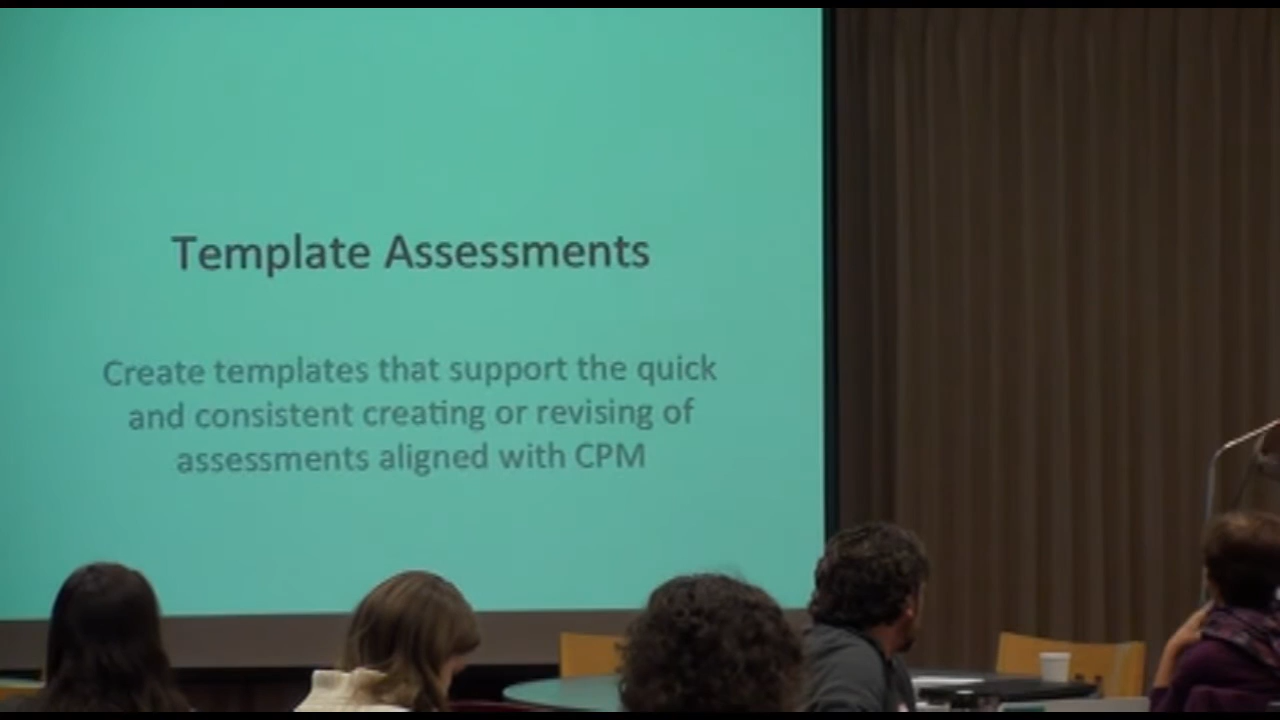 Template Assessments
Create templates that support the quick
and consistent creating or revising of
assessments aligned with CPM